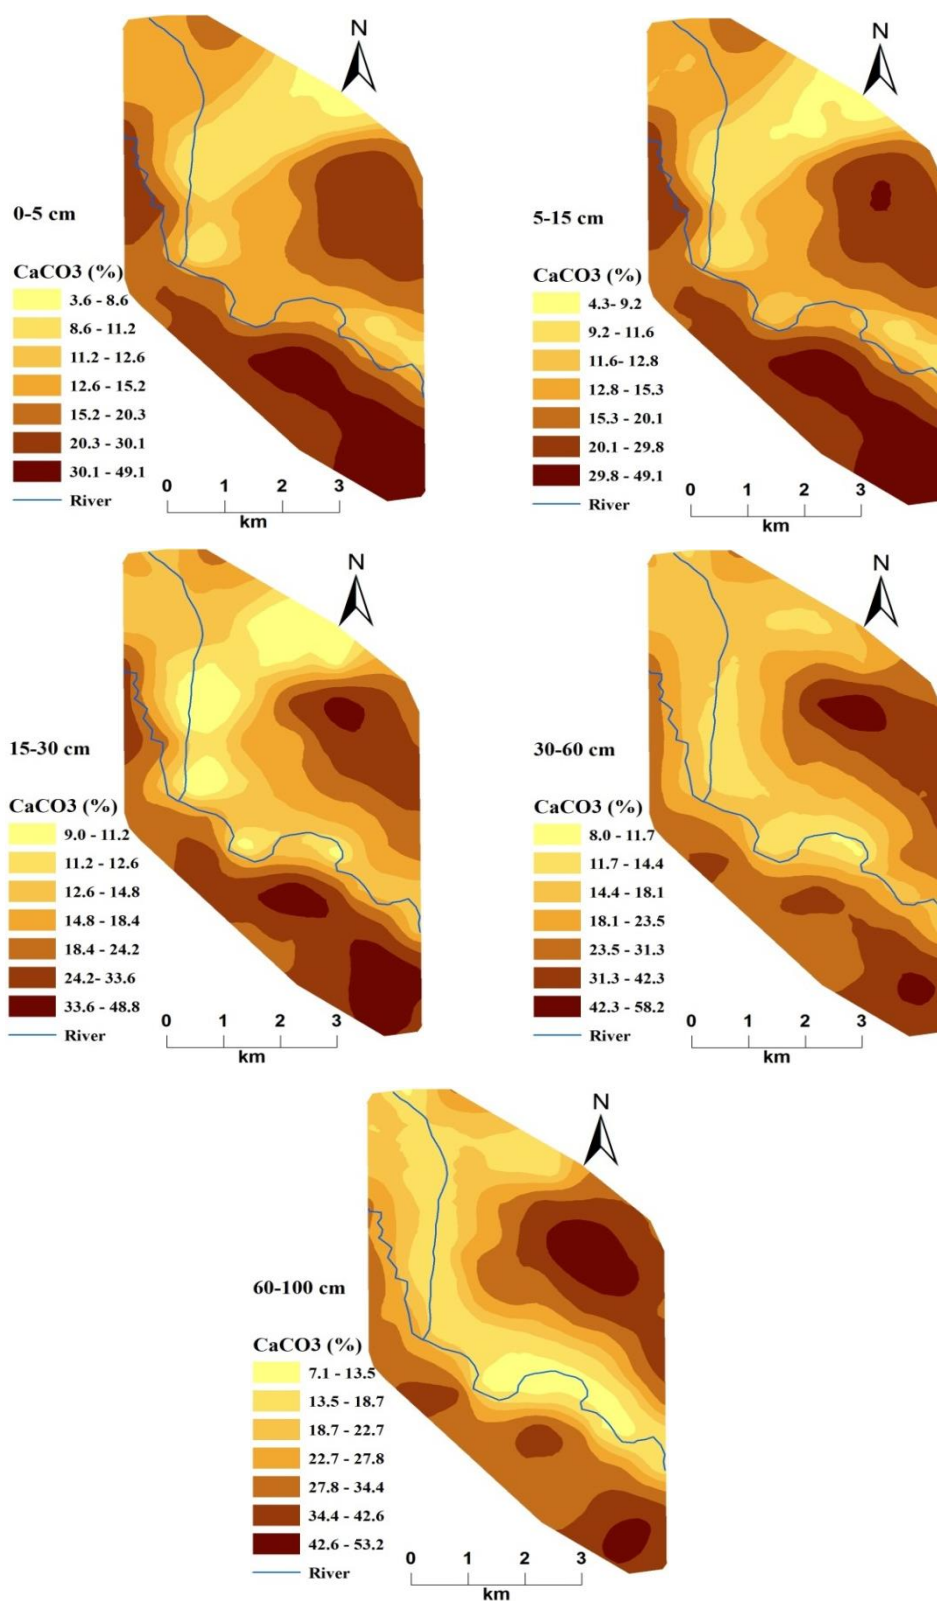 N
0-5 cm
CaCO3 (%)
3.6 - 8.6
8.6 - 11.2
11.2 - 12.6
12.6 - 15.2
15.2 - 20.3
20.3 - 30.1
30.1 - 49.1
River
0 1 2 3
km
N
5-15 cm
CaCO3 (%)
4.3- 9.2
9.2 - 11.6
11.6- 12.8
12.8 - 15.3
15.3 - 20.1
20.1 - 29.8
29.8 - 49.1
River
0 1 2 3
km
N
15-30 cm
CaCO3 (%)
9.0 - 11.2
11.2 - 12.6
12.6 - 14.8
14.8 - 18.4
18.4 - 24.2
24.2- 33.6
33.6 - 48.8
River
0 1 2 3
km
N
30-60 cm
CaCO3 (%)
8.0 - 11.7
11.7 - 14.4
14.4 - 18.1
18.1 - 23.5
23.5 - 31.3
31.3 - 42.3
42.3 - 58.2
River
0 1 2 3
km
N
60-100 cm
CaCO3 (%)
7.1 - 13.5
13.5 - 18.7
18.7 - 22.7
22.7 - 27.8
27.8 - 34.4
34.4 - 42.6
42.6 - 53.2
River
0 1 2 3
km